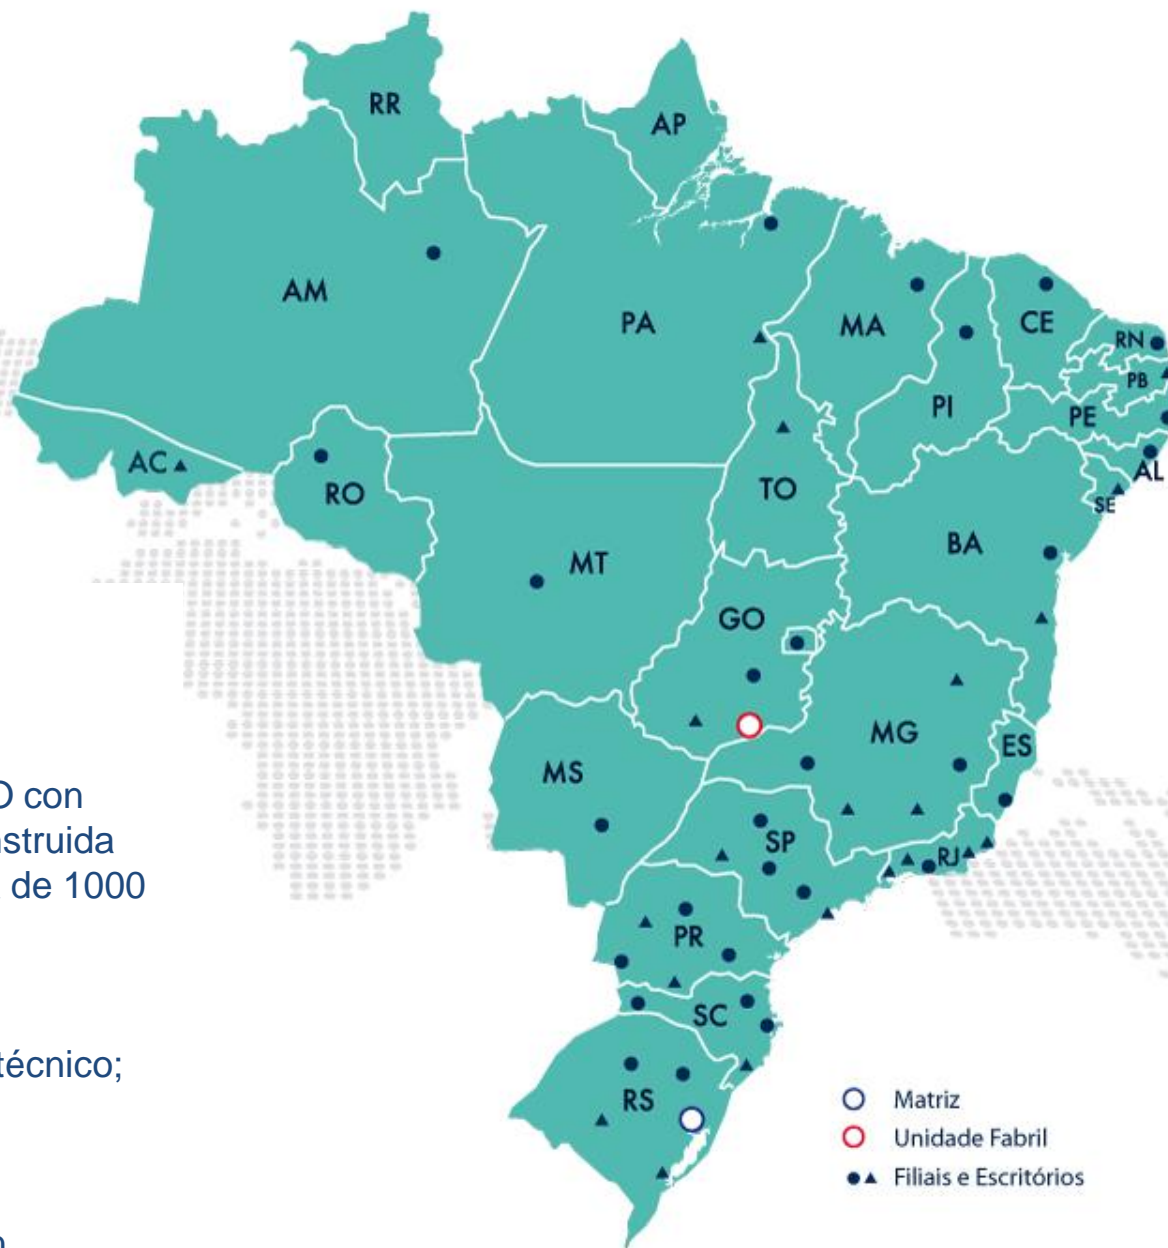 RR
AP
AM
PA
MA
CE
RN
PB
PI
PE
AC
RO
TO
AL
SE
BA
MT
GO
MG
ES
MS
con
SP
RJ
de 1000
PR
SC
técnico;
RS
Matriz
Unidade Fabril
Filiais e Escritórios